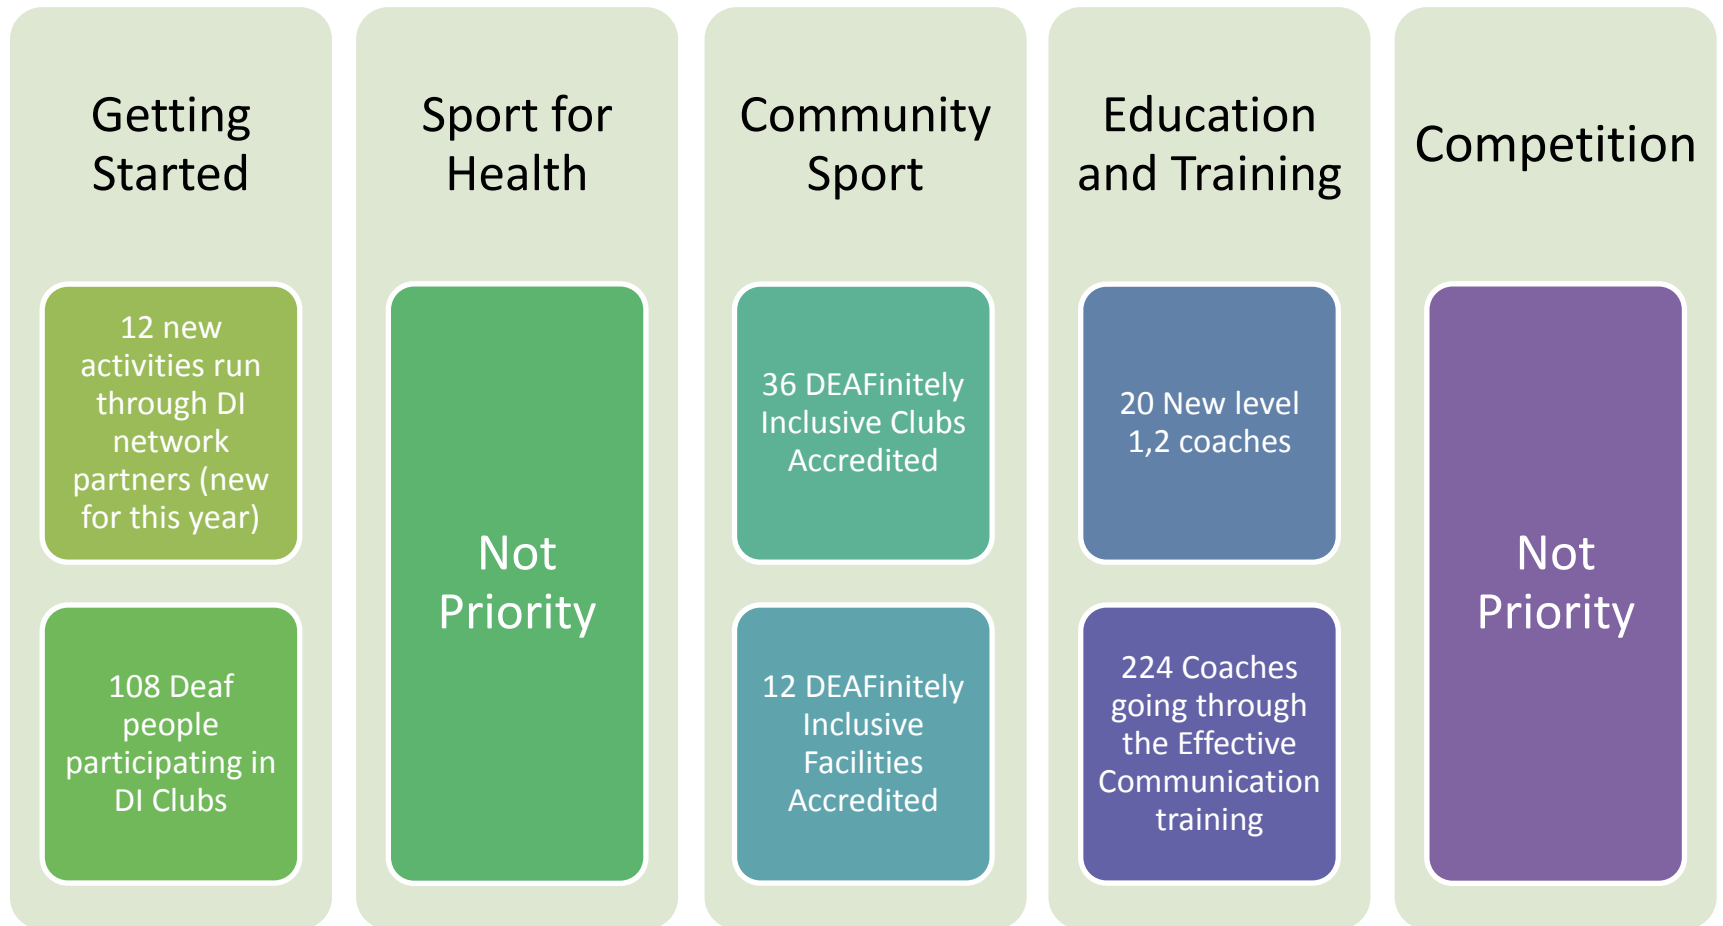 Getting
Started
12 new
activities run
through DI
network
partners (new
for this year)
108 Deaf
people
participating in
DI Clubs
Sport for
Health
Not
Priority
Community
Sport
36 DEAFinitely
Inclusive Clubs
Accredited
12 DEAFinitely
Inclusive
Facilities
Accredited
Education
and Training
20 New level
1,2 coaches
224 Coaches
going through
the Effective
Communication
training
Competition
Not
Priority